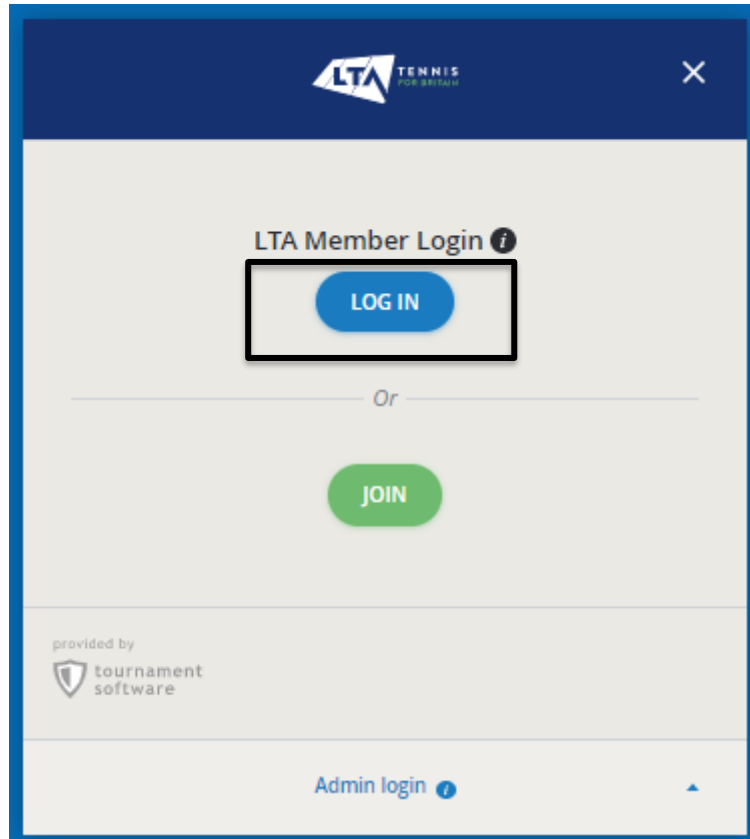 LTA TENNIS
FOR BRITAIN
LTA Member Login
LOG IN
Or
JOIN
provided by
tournament
software
Admin login